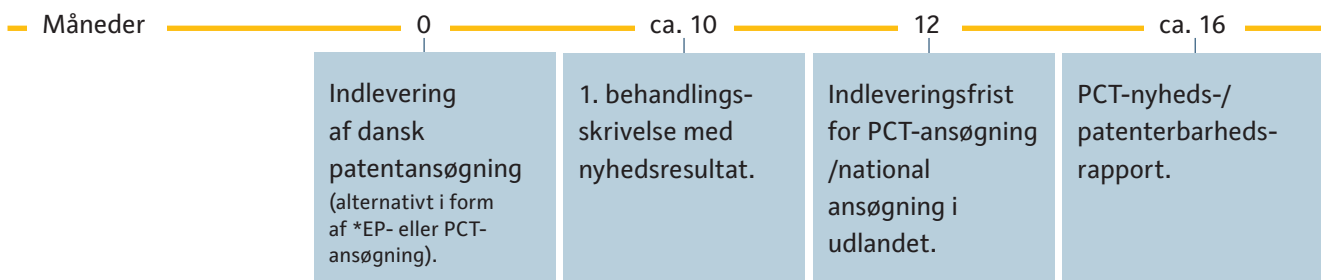 Måneder 0 ca. 10 12 ca. 16
Indlevering
af dansk
patentansøgning
(alternativt i form
af *EP- eller PCT-
ansøgning).
1. behandlings-
skrivelse med
nyhedsresultat.
Indleveringsfrist
for PCT-ansøgning
/national
ansøgning i
udlandet.
PCT-nyheds-/
patenterbarheds-
rapport.